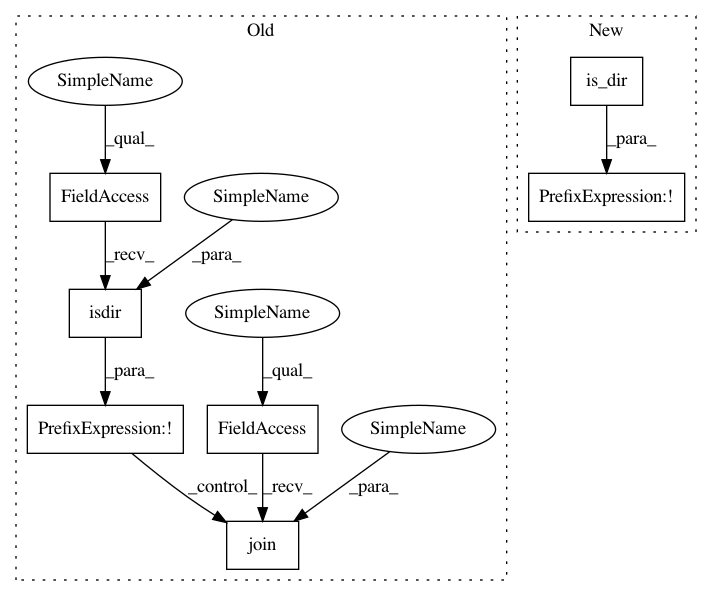 Old
New
SimpleName
is_dir
_qual_
_para_
FieldAccess
SimpleName
PrefixExpression:!
_recv_
_para_
isdir
SimpleName
_para_
_qual_
PrefixExpression:!
FieldAccess
SimpleName
_control_
_recv_
_para_
join